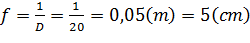 f = 1/D = 1/20 = 0,05(m) = 5(cm)